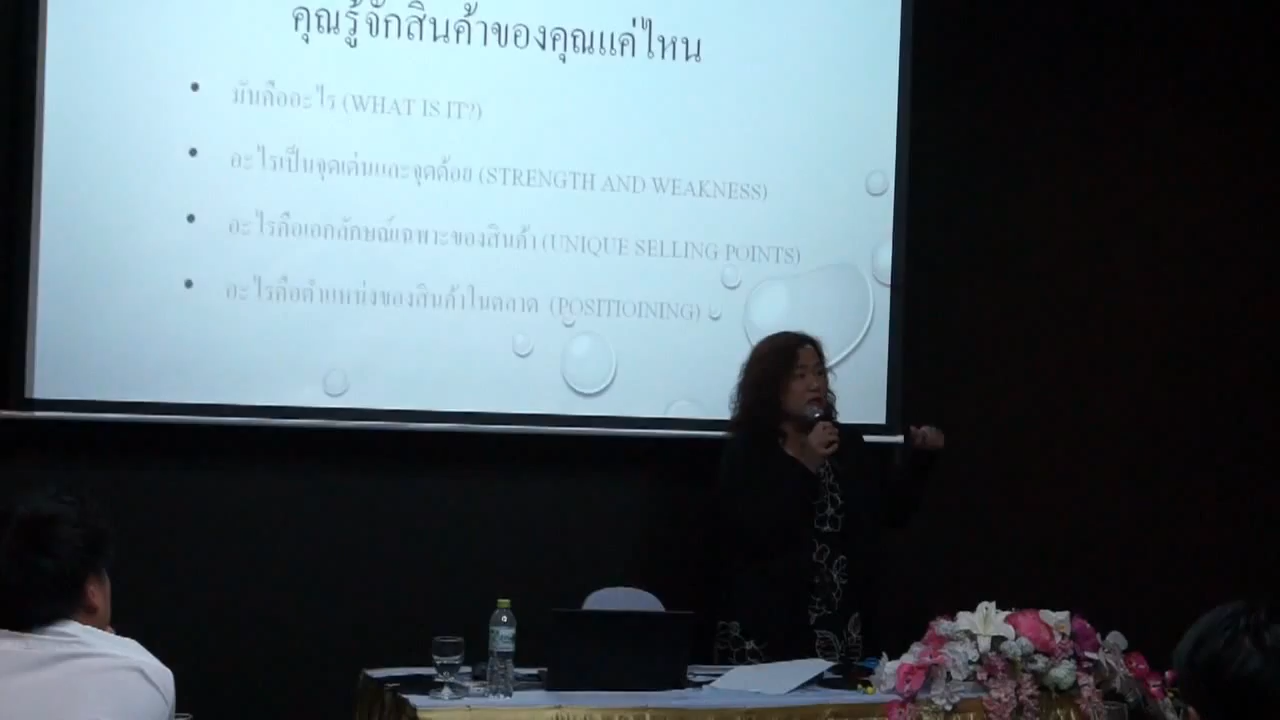 คุณรู้จักสินค้าของคุณแค่ไหน
มันคืออะไร (WHAT IS IT?)
อะไรเป็นจุดเด่นและจุดด้อย (STRENGTH AND WEAKNESS)
อะไรคือเอกลักษณ์เฉพาะของสินค้า (UNIQUE SELLING POINTS)
อะไรคือตำแหน่งของสินค้าในตลาด (POSITIOINING)